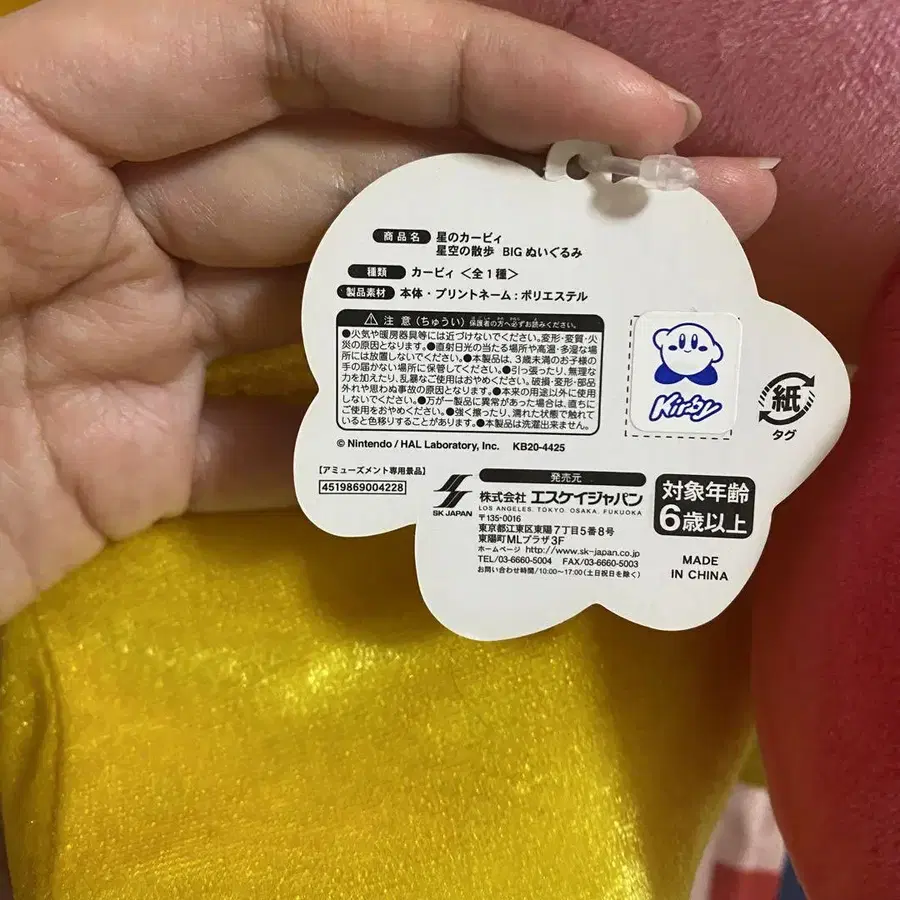 商品名 星のカービィ
星空の散歩 BIG ぬいぐるみ
種類 カービィ <全1種>
製品素材 本体・プリントネーム:ポリエステル
注意(ちゅうい) 保護者の方へ必ずお読みください。
●火気や暖房器具等には近づけないでください。変形・変質・火
災の原因となります。●直射日光の当たる場所や高温・多湿な場
所には放置しないでください。●本製品は、3歳未満のお子様の
手の届かない場所に保管してください。●引っ張ったり、無理な
力を加えたり、乱暴なご使用はおやめください。破損・変形・部品
外れや思わぬ事故の原因となります。●本来の用途以外に使用
しないでください。●万が一製品に異常があった場合は、直ちに
ご使用をおやめください。●強く擦ったり、濡れた状態で触れて
いると色移りすることがあります。●本製品は洗濯出来ません。
© Nintendo / HAL Laboratory, Inc. KB20-4425
Kirby
紙
タグ
【アミューズメント専用景品】
4519869004228
SK JAPAN
発売元
株式会社 エスケイジャパン
LOS ANGELES. TOKYO. OSAKA. FUKUOKA
〒135-0016
東京都江東区東陽7丁目5番8号
東陽町MLプラザ3F
ホームページ http://www.sk-japan.co.jp
TEL/03-6660-5004 FAX/03-6660-5003
お問い合わせ時間/10:00~17:00(土日祝日を除く)
対象年齢
6歳以上
MADE
IN CHINA